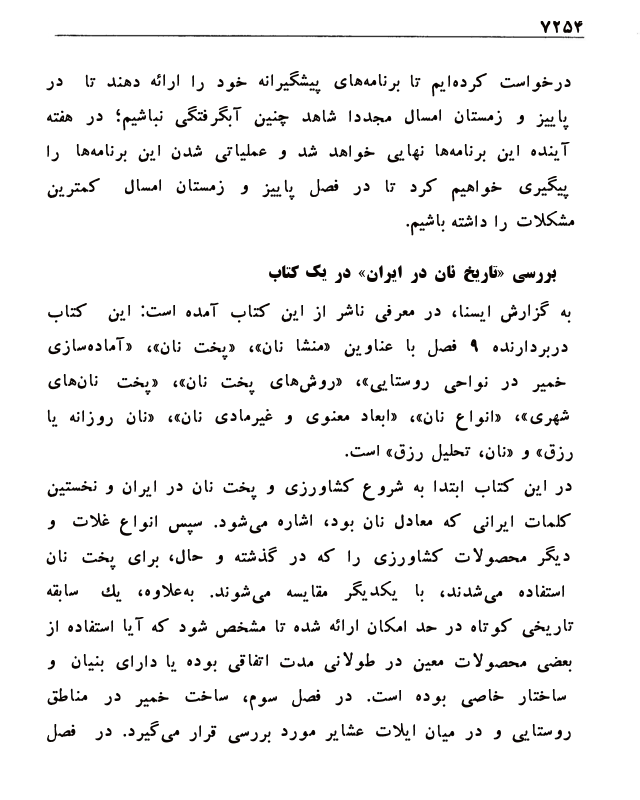 ۷۲۵۴
درخواست کرده‌ایم تا برنامه‌های پیشگیرانه خود را ارائه دهند تا در
پاییز و زمستان امسال مجددا شاهد چنین آبگرفتگی نباشیم؛ در هفته
آینده این برنامه‌ها نهایی خواهد شد و عملیاتی شدن این برنامه‌ها را
پیگیری خواهیم کرد تا در فصل پاییز و زمستان امسال کمترین
مشکلات را داشته باشیم.
بررسی «تاریخ نان در ایران» در یک کتاب
به گزارش ایسنا، در معرفی ناشر از این کتاب آمده است: این کتاب
دربردارنده ۹ فصل با عناوین «منشا نان»، «پخت نان»، «آماده‌سازی
خمیر در نواحی روستایی»، «روش‌های پخت نان»، «پخت نان‌های
شهری»، «انواع نان»، «ابعاد معنوی و غیرمادی نان»، «نان روزانه یا
رزق» و «نان، تحلیل رزق» است.
در این کتاب ابتدا به شروع کشاورزی و پخت نان در ایران و نخستین
کلمات ایرانی که معادل نان بود، اشاره می‌شود. سپس انواع غلات و
دیگر محصولات کشاورزی را که در گذشته و حال، برای پخت نان
استفاده می‌شدند، با یکدیگر مقایسه می‌شوند. به‌علاوه، یك سابقه
تاریخی کوتاه در حد امکان ارائه شده تا مشخص شود که آیا استفاده از
بعضی محصولات معین در طولانی مدت اتفاقی بوده یا دارای بنیان و
ساختار خاصی بوده است. در فصل سوم، ساخت خمیر در مناطق
روستایی و در میان ایلات عشایر مورد بررسی قرار می‌گیرد. در فصل